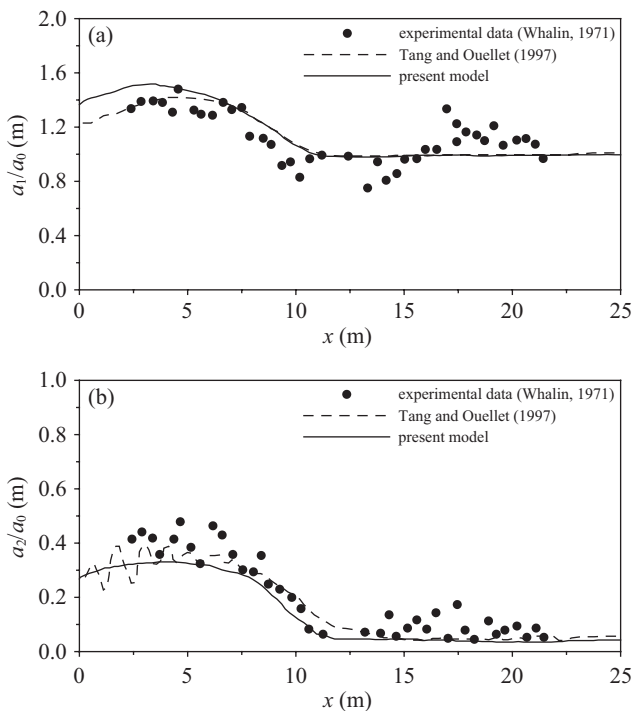 (a)
experimental data (Whalin, 1971)
Tang and Ouellet (1997)
present model
a₁/a₀ (m)
2.0
1.6
1.2
0.8
0.4
0.0
0 5 10 15 20 25
x (m)
(b)
experimental data (Whalin, 1971)
Tang and Ouellet (1997)
present model
a₂/a₀ (m)
1.0
0.8
0.6
0.4
0.2
0.0
0 5 10 15 20 25
x (m)